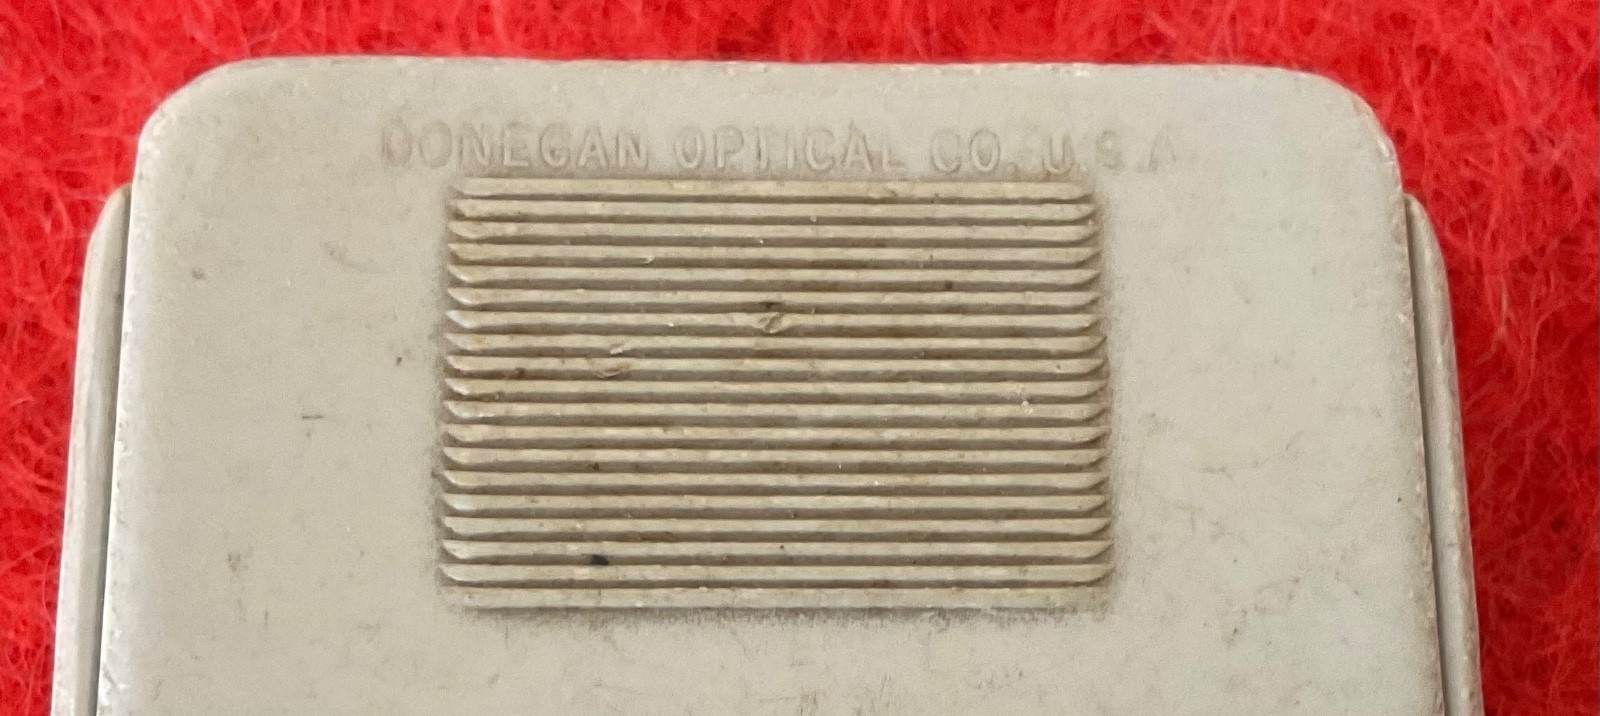 DONEGAN OPTICAL CO. U.S.A.